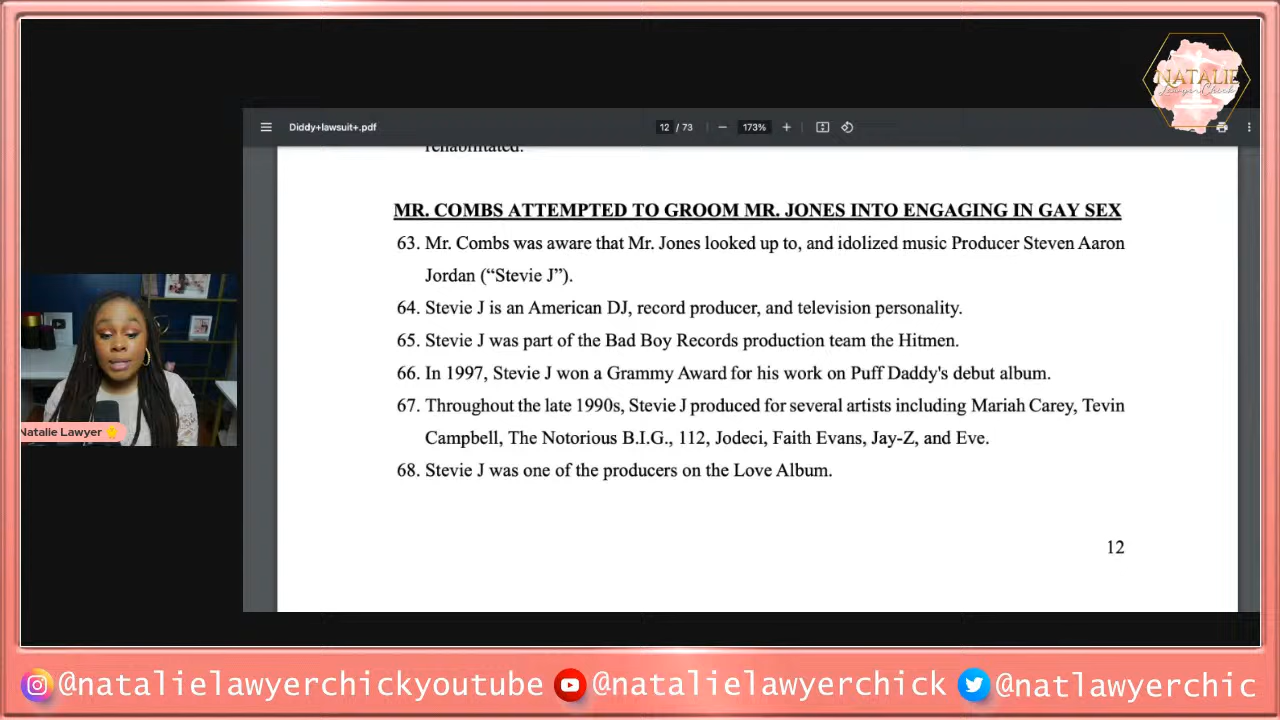 NATALIE
LawyerChick
Diddy+lawsuit+.pdf
12 / 73
173%
rehabilitated.
MR. COMBS ATTEMPTED TO GROOM MR. JONES INTO ENGAGING IN GAY SEX
63. Mr. Combs was aware that Mr. Jones looked up to, and idolized music Producer Steven Aaron
Jordan (“Stevie J”).
64. Stevie J is an American DJ, record producer, and television personality.
65. Stevie J was part of the Bad Boy Records production team the Hitmen.
66. In 1997, Stevie J won a Grammy Award for his work on Puff Daddy's debut album.
67. Throughout the late 1990s, Stevie J produced for several artists including Mariah Carey, Tevin
Campbell, The Notorious B.I.G., 112, Jodeci, Faith Evans, Jay-Z, and Eve.
68. Stevie J was one of the producers on the Love Album.
12
Natalie Lawyer
@natalielawyerchickyoutube
@natalielawyerchick
@natlawyerchic